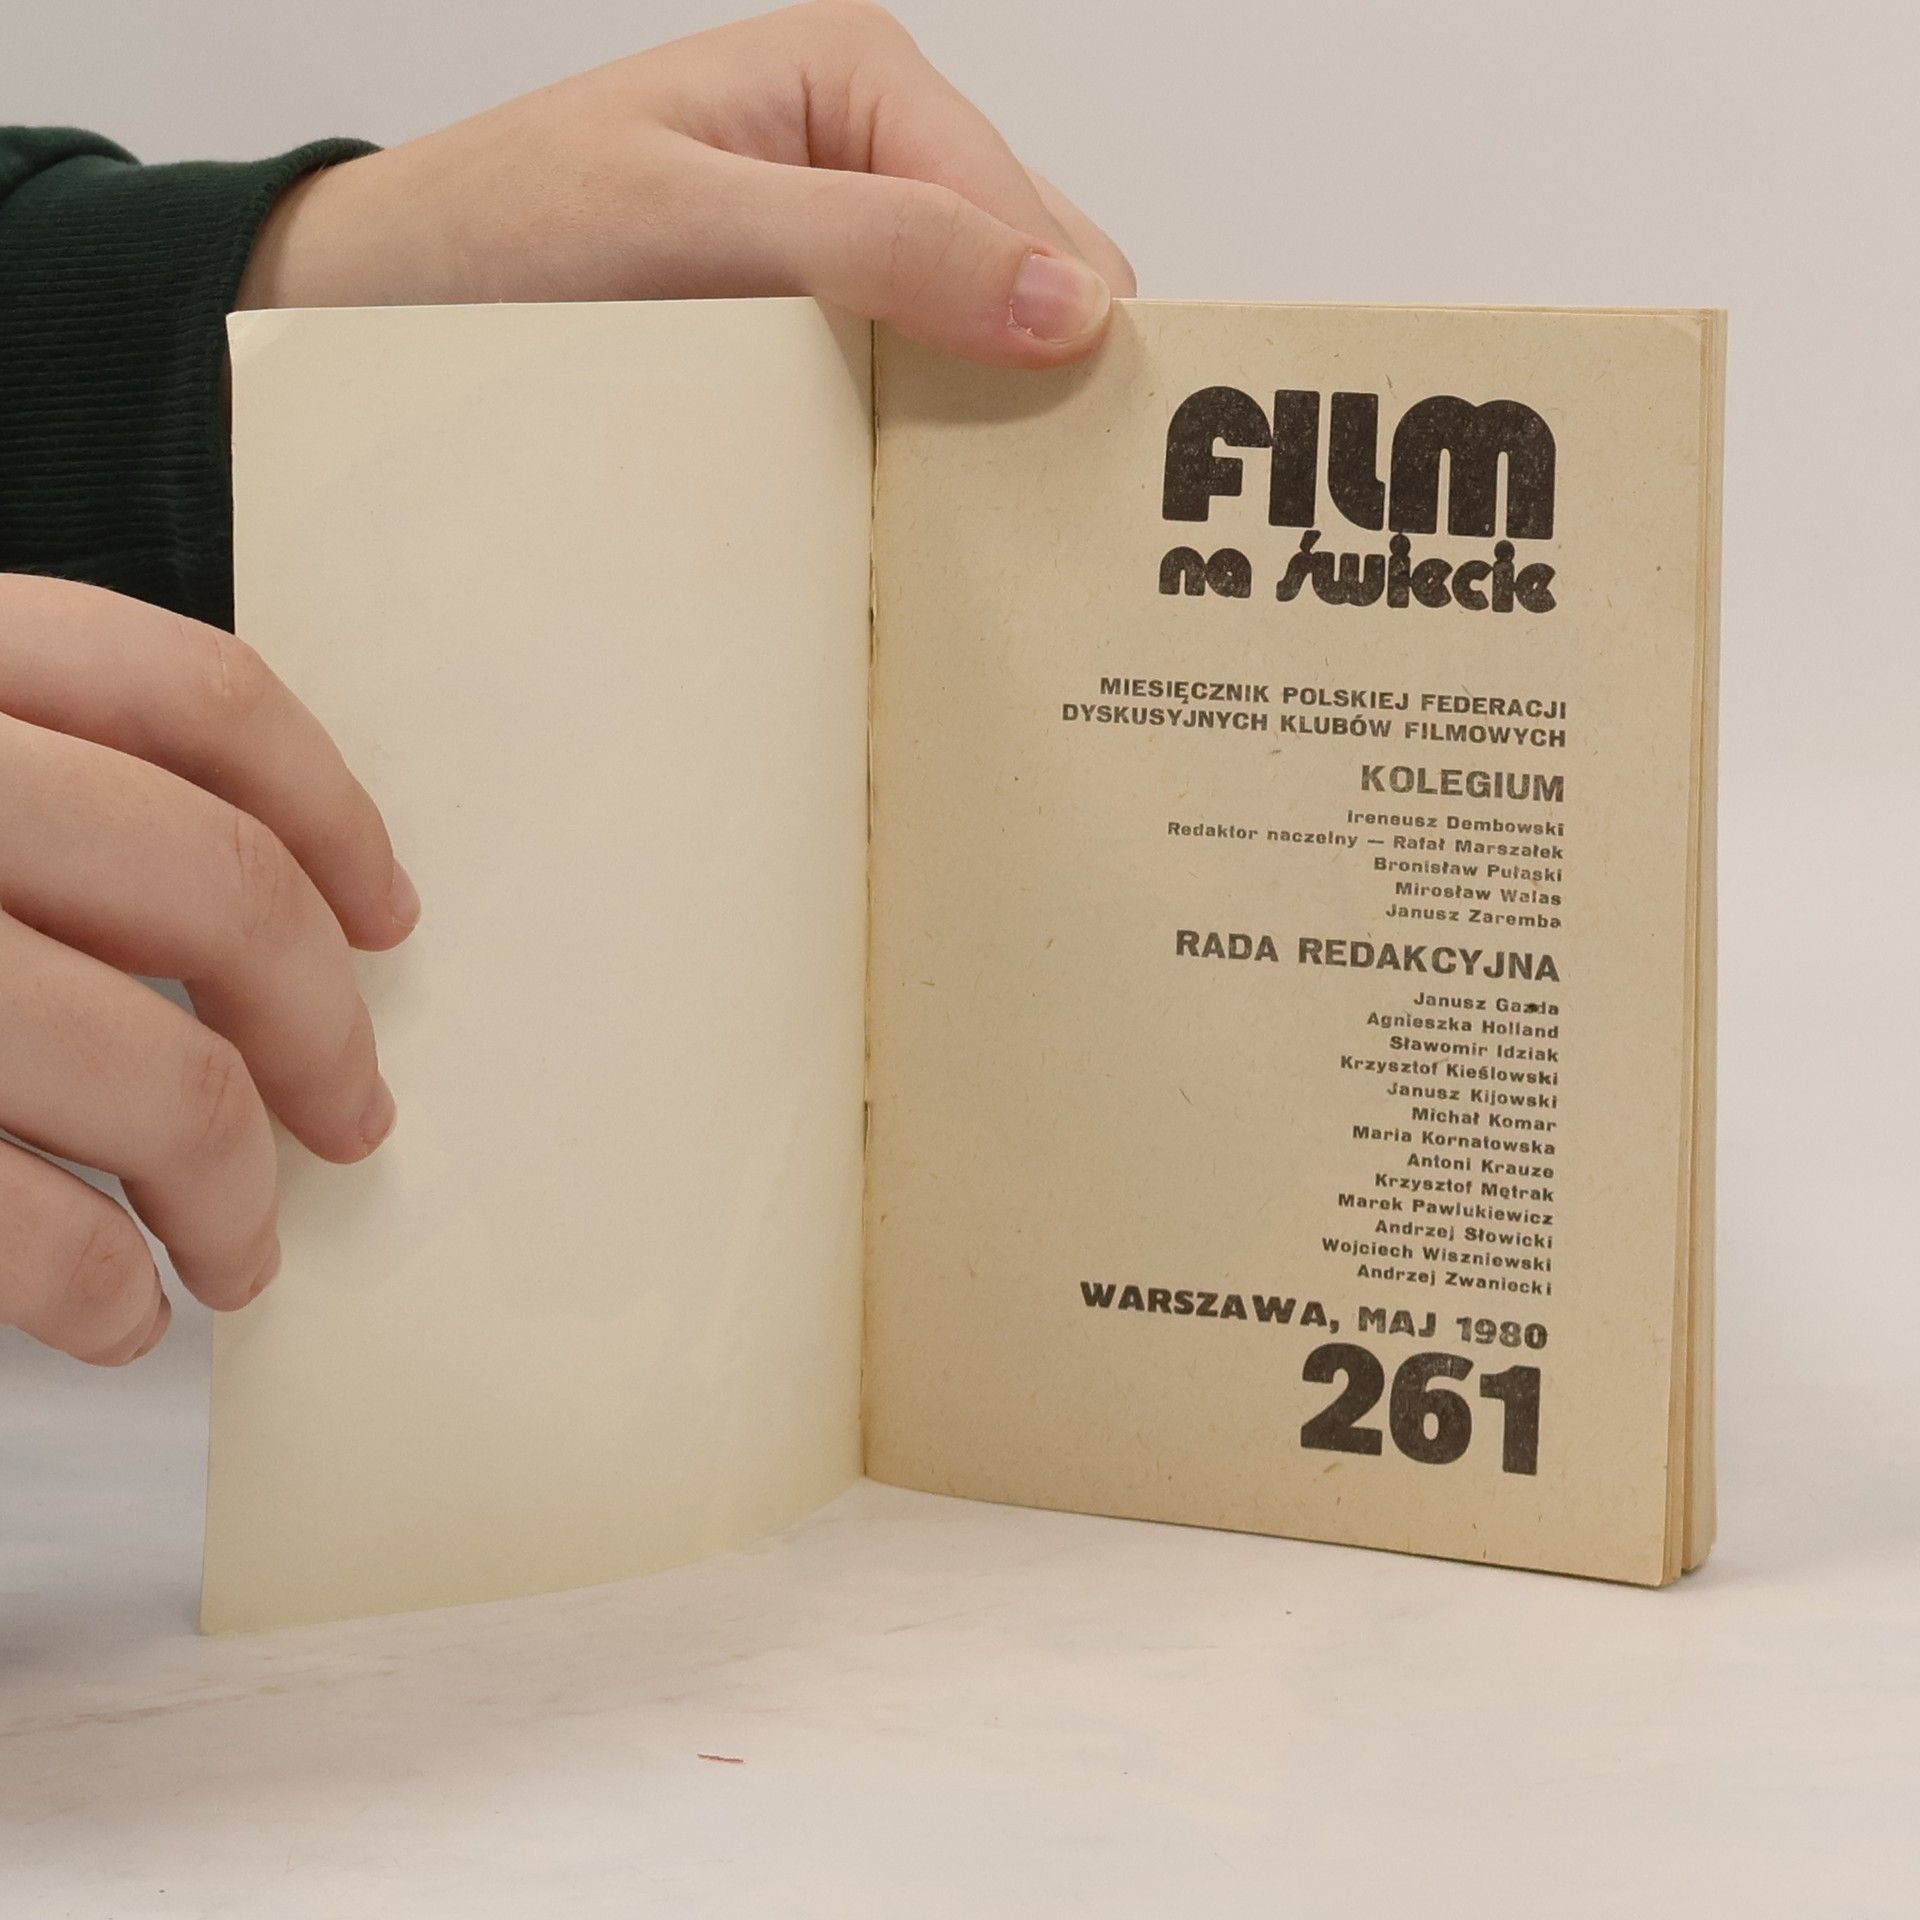 FILM
na świecie
MIESIĘCZNIK POLSKIEJ FEDERACJI
DYSKUSYJNYCH KLUBÓW FILMOWYCH
KOLEGIUM
Ireneusz Dembowski
Redaktor naczelny — Rafał Marszałek
Bronisław Pułaski
Mirosław Walas
Janusz Zaremba
RADA REDAKCYJNA
Janusz Gazda
Agnieszka Holland
Sławomir Idziak
Krzysztof Kieślowski
Janusz Kijowski
Michał Komar
Maria Kornatowska
Antoni Krauze
Krzysztof Mętrak
Marek Pawlukiewicz
Andrzej Słowicki
Wojciech Wiszniewski
Andrzej Zwaniecki
WARSZAWA, MAJ 1980
261